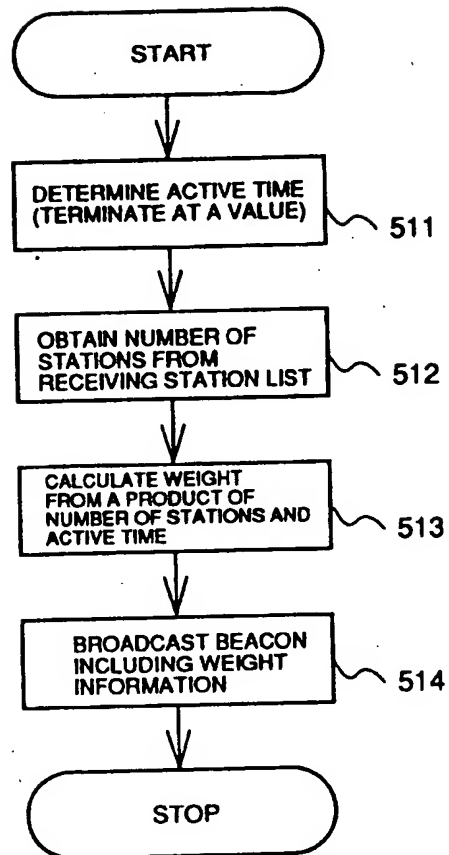 START
DETERMINE ACTIVE TIME
(TERMINATE AT A VALUE)
511
OBTAIN NUMBER OF
STATIONS FROM
RECEIVING STATION LIST
512
CALCULATE WEIGHT
FROM A PRODUCT OF
NUMBER OF STATIONS AND
ACTIVE TIME
513
BROADCAST BEACON
INCLUDING WEIGHT
INFORMATION
514
STOP